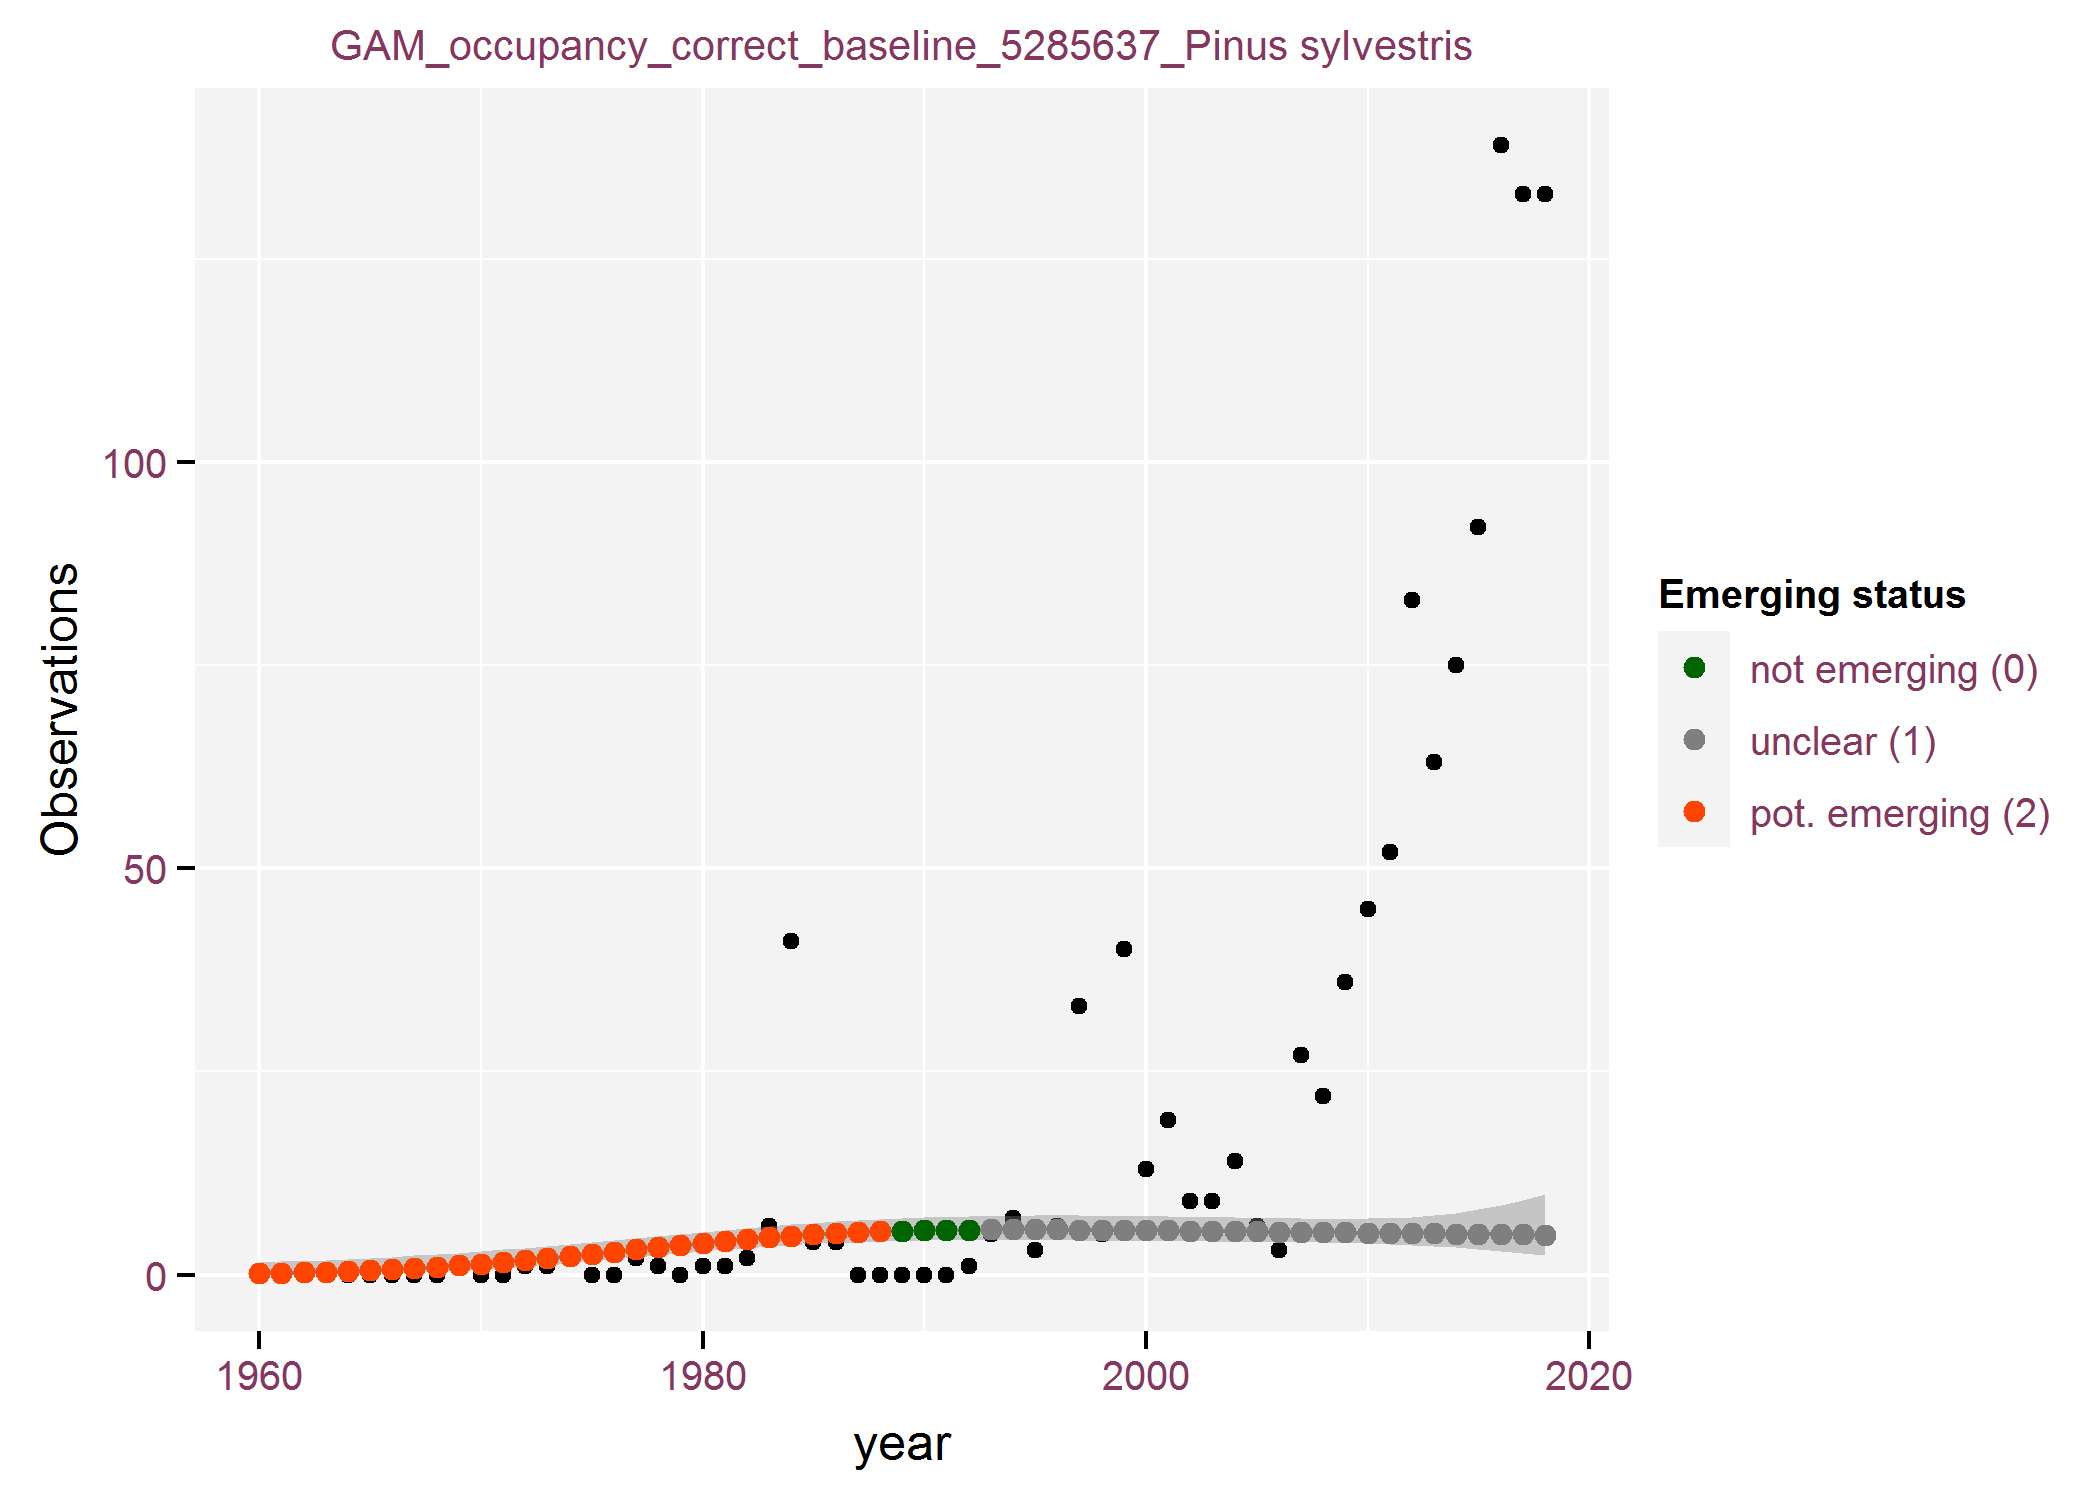 GAM_occupancy_correct_baseline_5285637_Pinus sylvestris
Observations
100
50
0
1960
1980
2000
2020
year
Emerging status
not emerging (0)
unclear (1)
pot. emerging (2)